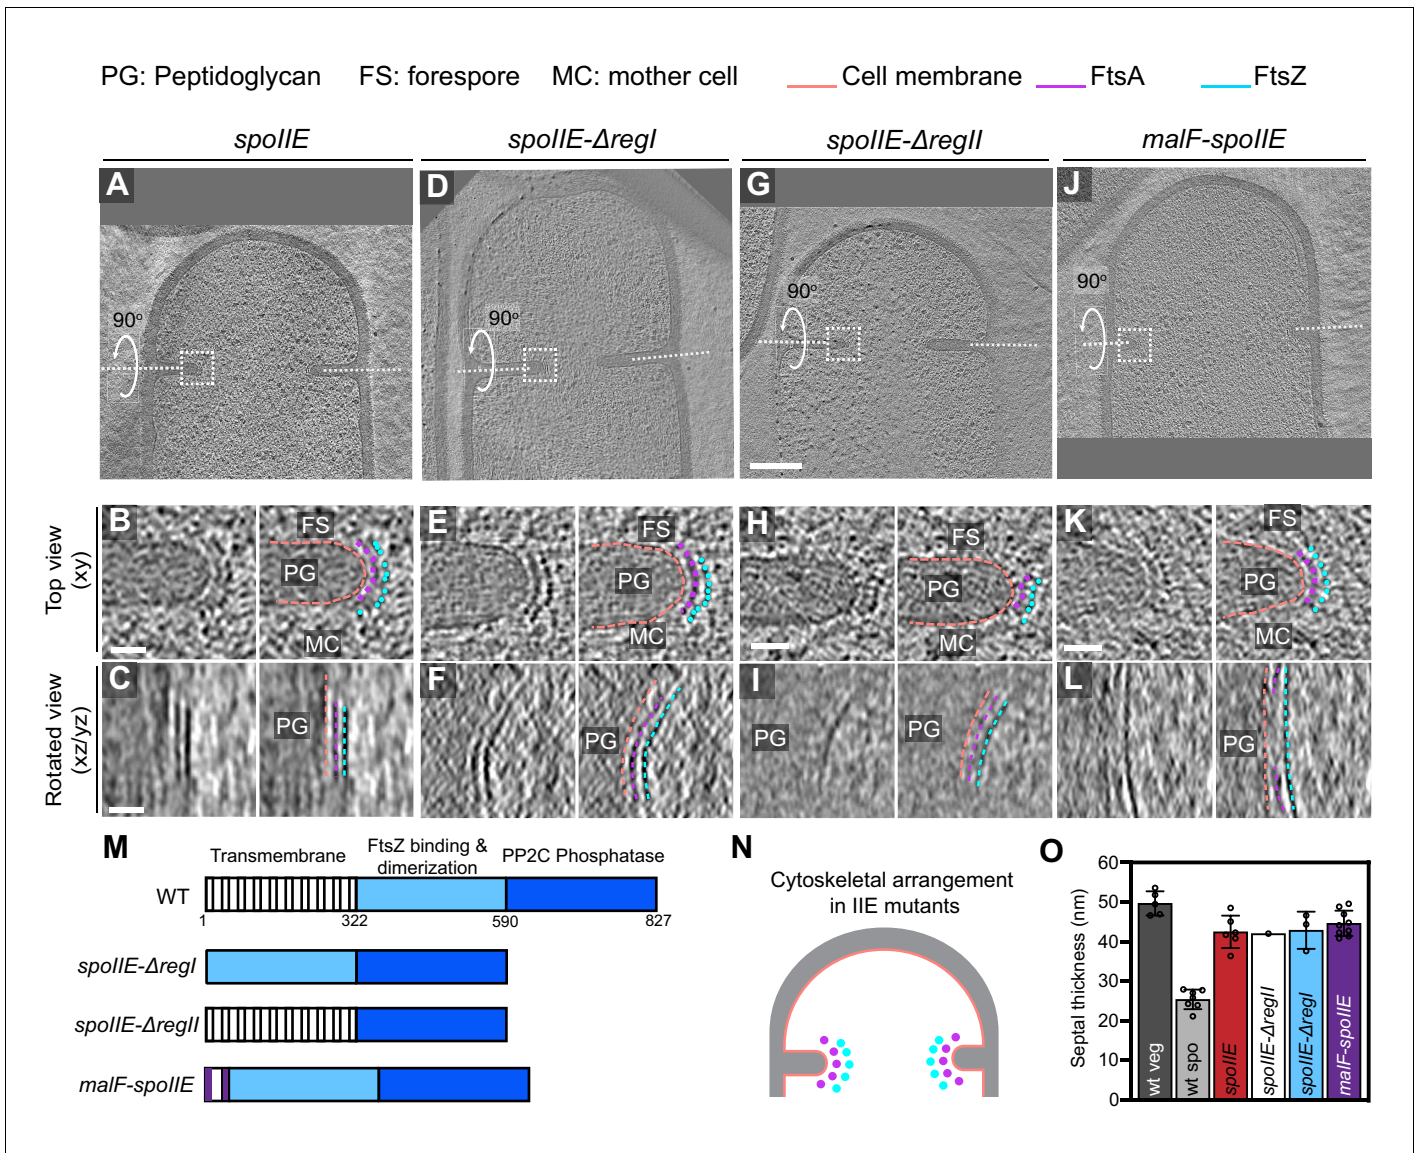 PG: Peptidoglycan FS: forespore MC: mother cell Cell membrane FtsA FtsZ
spoIIE spoIIE-ΔregI spoIIE-ΔregII malF-spoIIE
A D G J
90° 90° 90° 90°
Top view (xy)
B FS PG MC
E FS PG MC
H FS PG MC
K FS PG MC
Rotated view (xz/yz)
C PG
F PG
I PG PG
L PG
M
Transmembrane
FtsZ binding & dimerization
PP2C Phosphatase
WT
1 322 590 827
spoIIE-ΔregI
spoIIE-ΔregII
malF-spoIIE
N
Cytoskeletal arrangement
in IIE mutants
O
Septal thickness (nm)
60
50
40
30
20
10
0
wt veg
wt spo
spoIIE
spoIIE-ΔregII
spoIIE-ΔregI
malF-spoIIE